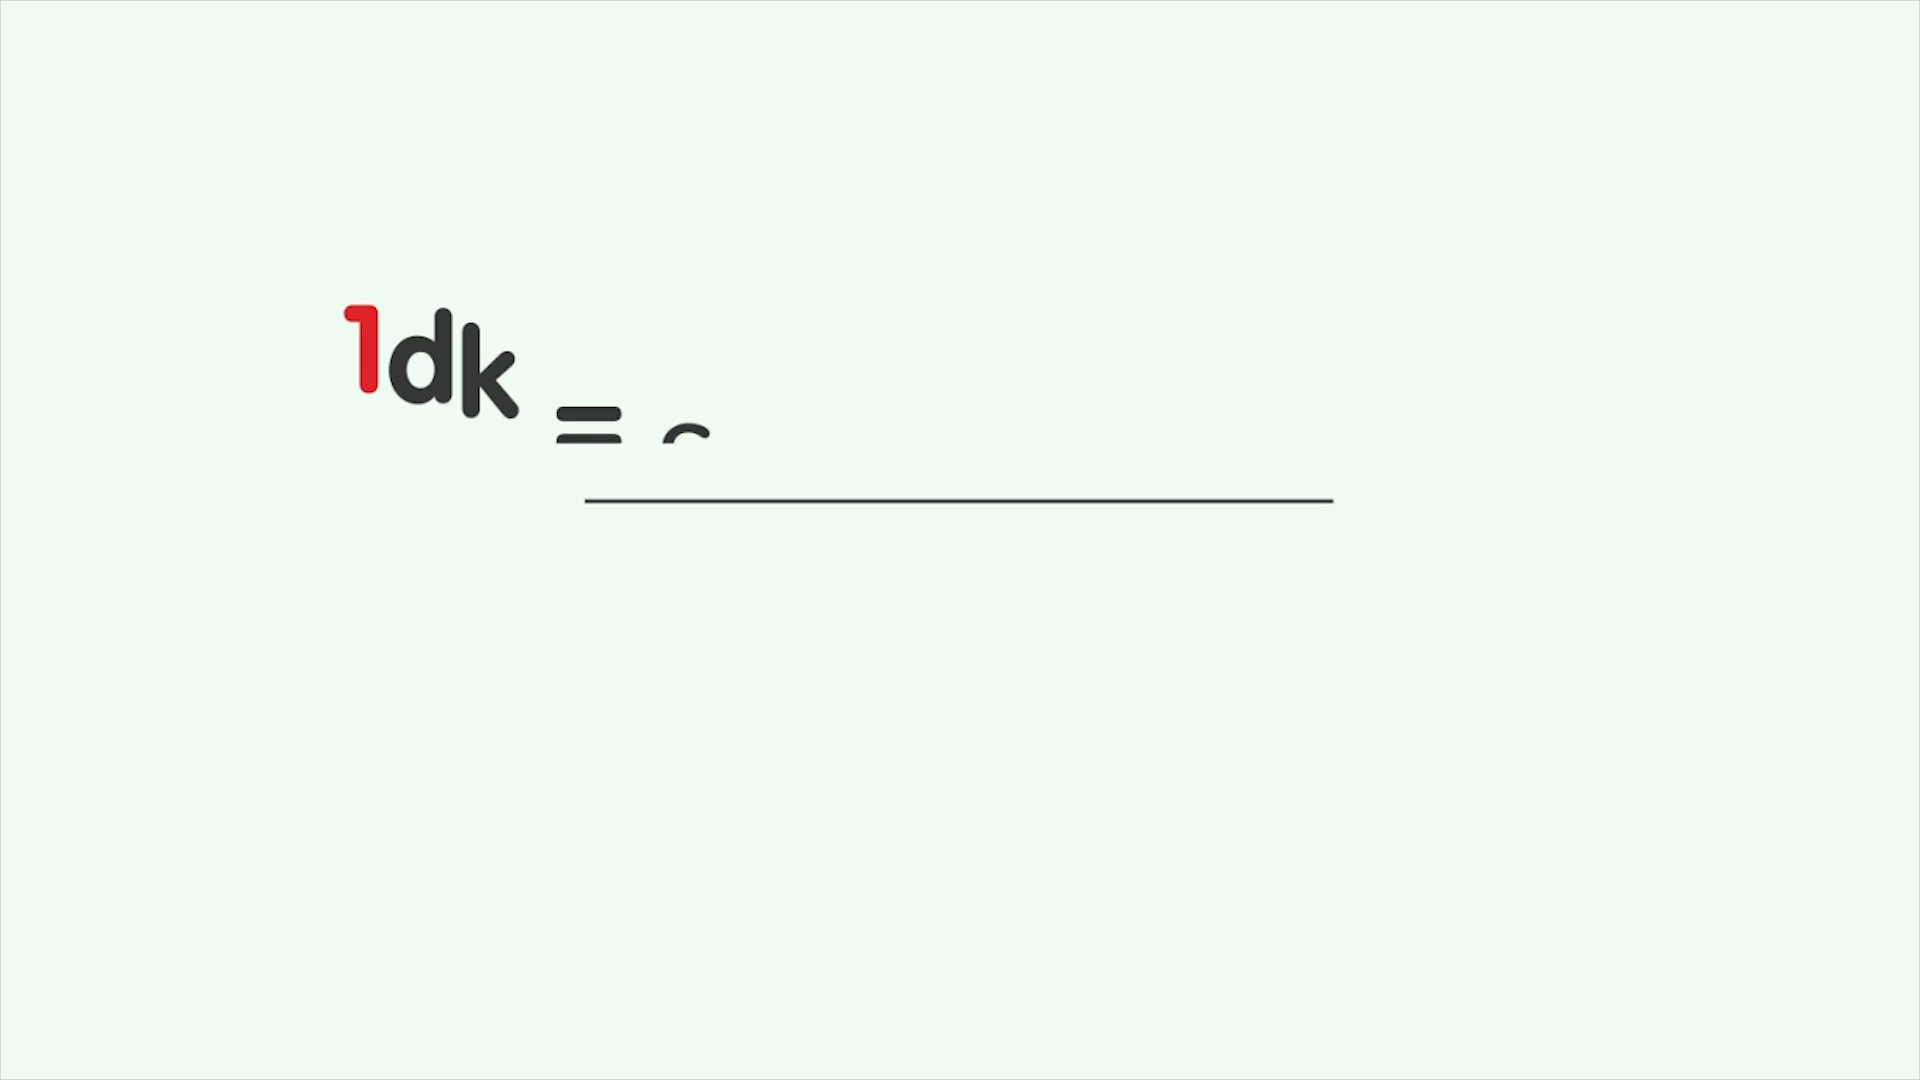 1dk =